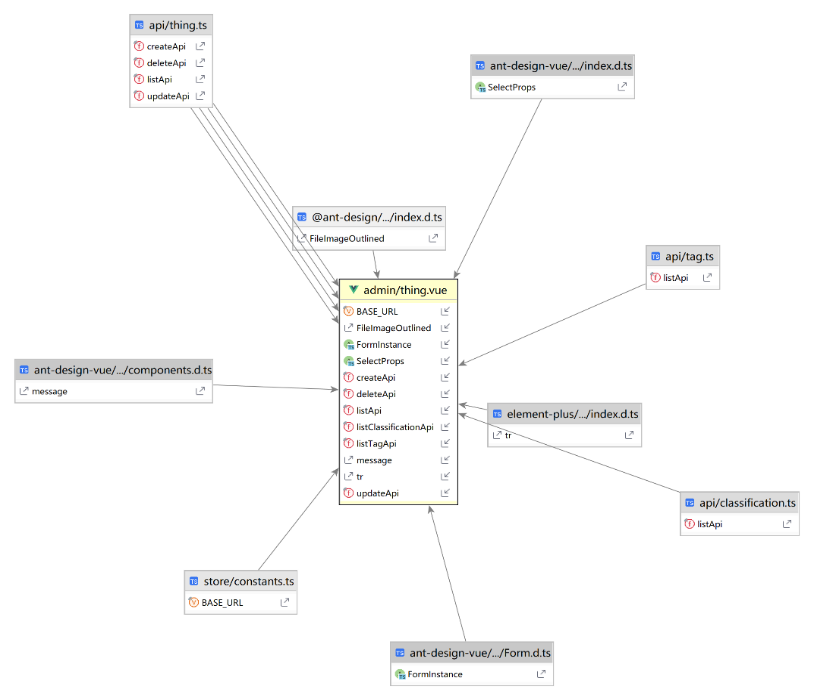 api/thing.ts
createApi
deleteApi
listApi
updateApi
ant-design-vue/.../index.d.ts
SelectProps
@ant-design/.../index.d.ts
FileImageOutlined
api/tag.ts
listApi
admin/thing.vue
BASE_URL
FileImageOutlined
FormInstance
SelectProps
createApi
deleteApi
listApi
listClassificationApi
listTagApi
message
tr
updateApi
ant-design-vue/.../components.d.ts
message
element-plus/.../index.d.ts
tr
api/classification.ts
listApi
store/constants.ts
BASE_URL
ant-design-vue/.../Form.d.ts
FormInstance